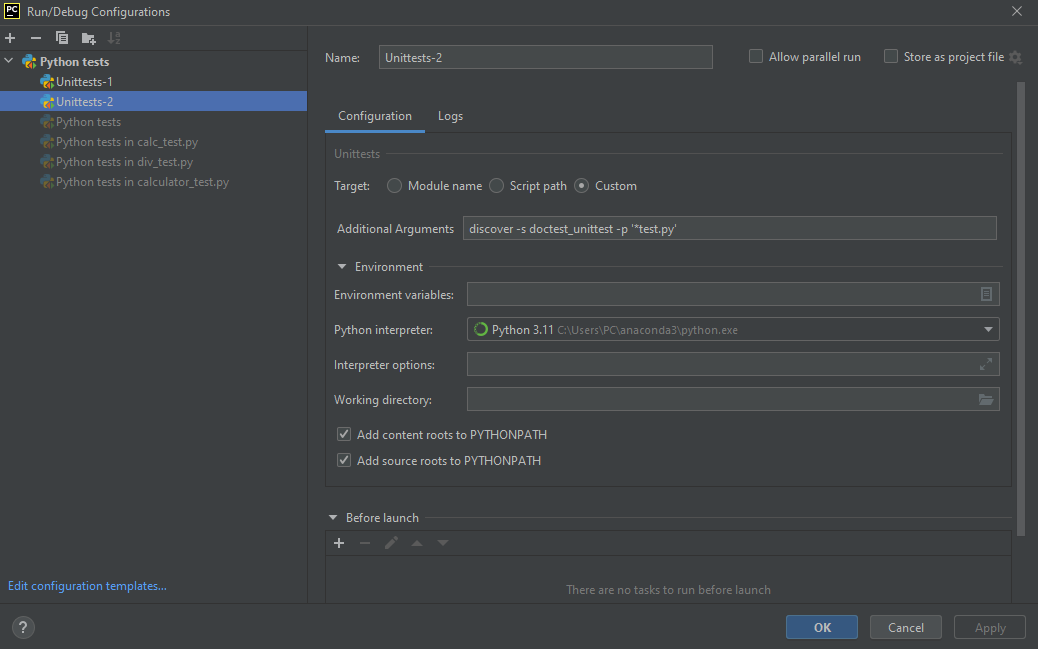 PC Run/Debug Configurations
Python tests
Unittests-1
Unittests-2
Python tests
Python tests in calc_test.py
Python tests in div_test.py
Python tests in calculator_test.py
Edit configuration templates...
Name: Unittests-2 Allow parallel run Store as project file
Configuration Logs
Unittests
Target: Module name Script path Custom
Additional Arguments discover -s doctest_unittest -p '*test.py'
Environment
Environment variables:
Python interpreter: Python 3.11 C:\Users\PC\anaconda3\python.exe
Interpreter options:
Working directory:
Add content roots to PYTHONPATH
Add source roots to PYTHONPATH
Before launch
There are no tasks to run before launch
? OK Cancel Apply